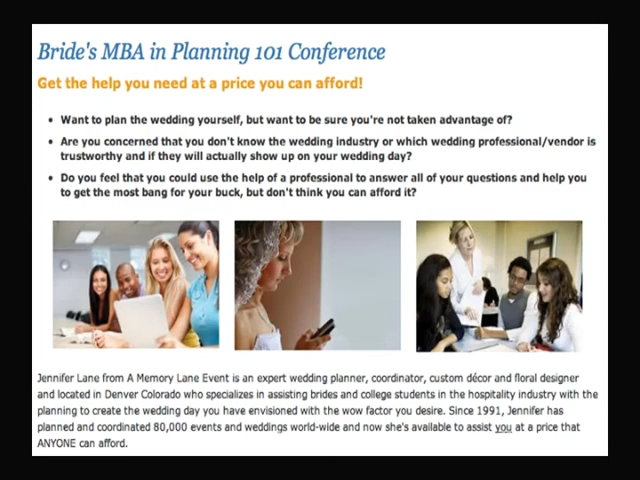 Bride's MBA in Planning 101 Conference
Get the help you need at a price you can afford!
• Want to plan the wedding yourself, but want to be sure you're not taken advantage of?
• Are you concerned that you don't know the wedding industry or which wedding professional/vendor is
trustworthy and if they will actually show up on your wedding day?
• Do you feel that you could use the help of a professional to answer all of your questions and help you
to get the most bang for your buck, but don't think you can afford it?
Jennifer Lane from A Memory Lane Event is an expert wedding planner, coordinator, custom décor and floral designer
and located in Denver Colorado who specializes in assisting brides and college students in the hospitality industry with the
planning to create the wedding day you have envisioned with the wow factor you desire. Since 1991, Jennifer has
planned and coordinated 80,000 events and weddings world-wide and now she's available to assist you at a price that
ANYONE can afford.